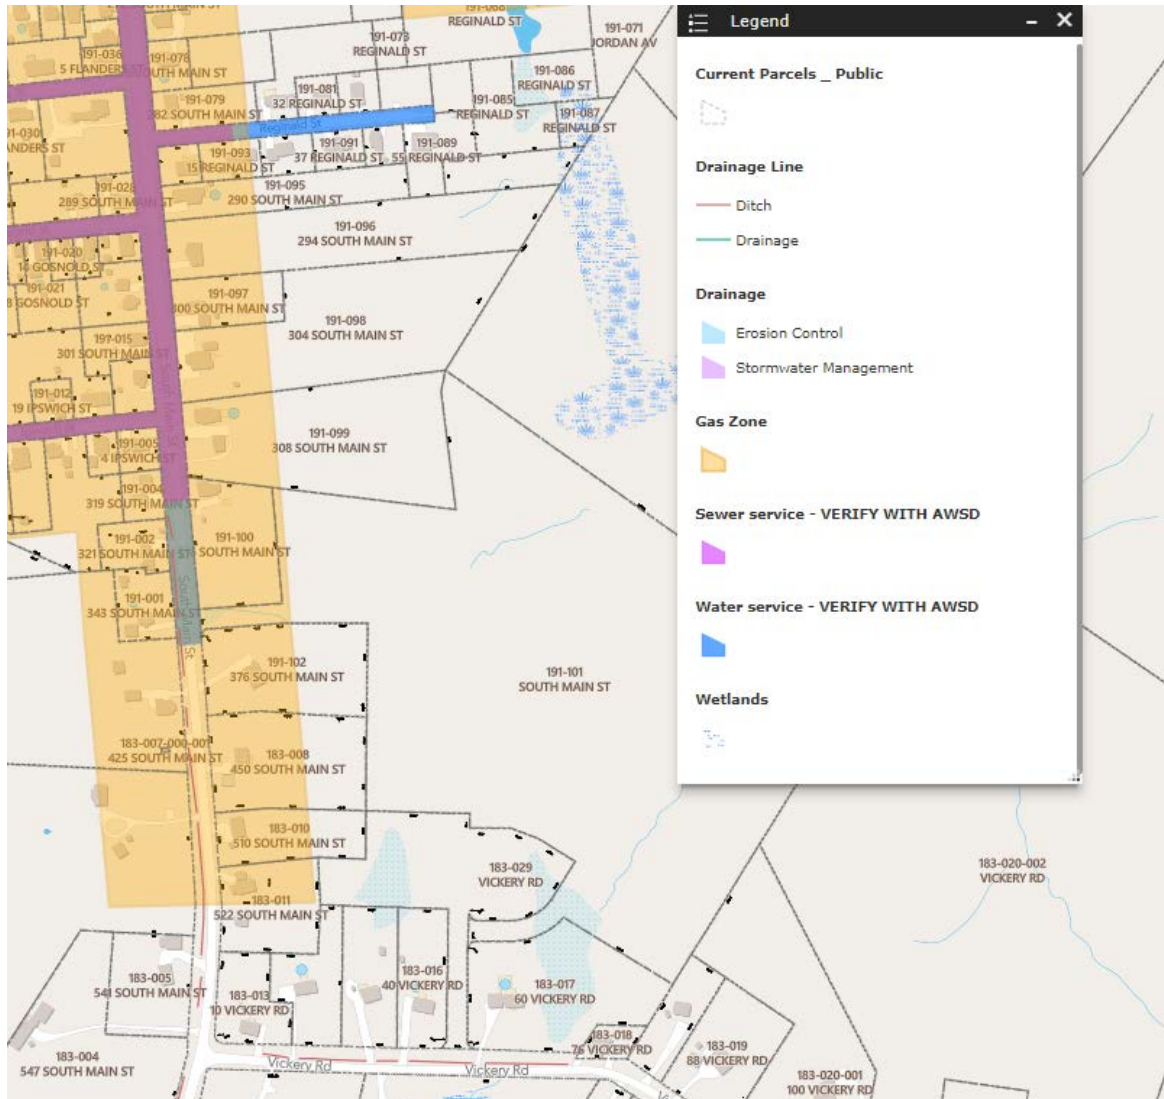 REGINALD ST
191-071
JORDAN AV
191-073
REGINALD ST
191-036
5 FLANDERS ST
191-078
SOUTH MAIN ST
191-086
REGINALD ST
191-081
32 REGINALD ST
191-079
282 SOUTH MAIN ST
191-085
REGINALD ST
191-087
REGINALD ST
Reginald St
191-030
ANDERS ST
191-093
15 REGINALD ST
191-091
37 REGINALD ST
191-089
55 REGINALD ST
191-028
289 SOUTH MAIN ST
191-095
290 SOUTH MAIN ST
191-096
294 SOUTH MAIN ST
191-020
14 GOSNOLD ST
191-021
8 GOSNOLD ST
191-097
300 SOUTH MAIN ST
191-098
304 SOUTH MAIN ST
197-015
301 SOUTH MAIN ST
191-012
19 IPSWICH ST
191-005
4 IPSWICH ST
191-099
308 SOUTH MAIN ST
South Main St
191-004
319 SOUTH MAIN ST
191-002
321 SOUTH MAIN ST
191-100
SOUTH MAIN ST
191-001
343 SOUTH MAIN ST
South Main St
191-102
376 SOUTH MAIN ST
191-101
SOUTH MAIN ST
183-007-000-001
425 SOUTH MAIN ST
183-008
450 SOUTH MAIN ST
183-010
510 SOUTH MAIN ST
183-029
VICKERY RD
183-020-002
VICKERY RD
183-011
522 SOUTH MAIN ST
183-005
541 SOUTH MAIN ST
183-013
10 VICKERY RD
183-016
40 VICKERY RD
183-017
60 VICKERY RD
183-018
76 VICKERY RD
183-019
88 VICKERY RD
183-004
547 SOUTH MAIN ST
Vickery Rd
Vickery Rd
183-020-001
100 VICKERY RD
Legend
Current Parcels _ Public
Drainage Line
Ditch
Drainage
Drainage
Erosion Control
Stormwater Management
Gas Zone
Sewer service - VERIFY WITH AWSD
Water service - VERIFY WITH AWSD
Wetlands